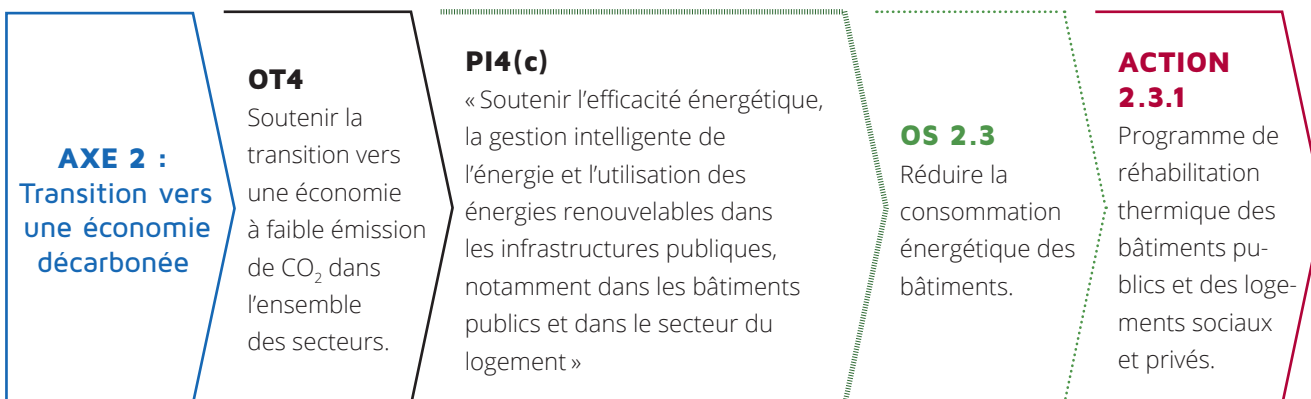 AXE 2 :
Transition vers
une économie
décarbonée
OT4
Soutenir la
transition vers
une économie
à faible émission
de CO₂ dans
l’ensemble
des secteurs.
PI4(c)
« Soutenir l’efficacité énergétique,
la gestion intelligente de
l’énergie et l’utilisation des
énergies renouvelables dans
les infrastructures publiques,
notamment dans les bâtiments
publics et dans le secteur du
logement »
OS 2.3
Réduire la
consommation
énergétique des
bâtiments.
ACTION
2.3.1
Programme de
réhabilitation
thermique des
bâtiments pu-
blics et des loge-
ments sociaux
et privés.